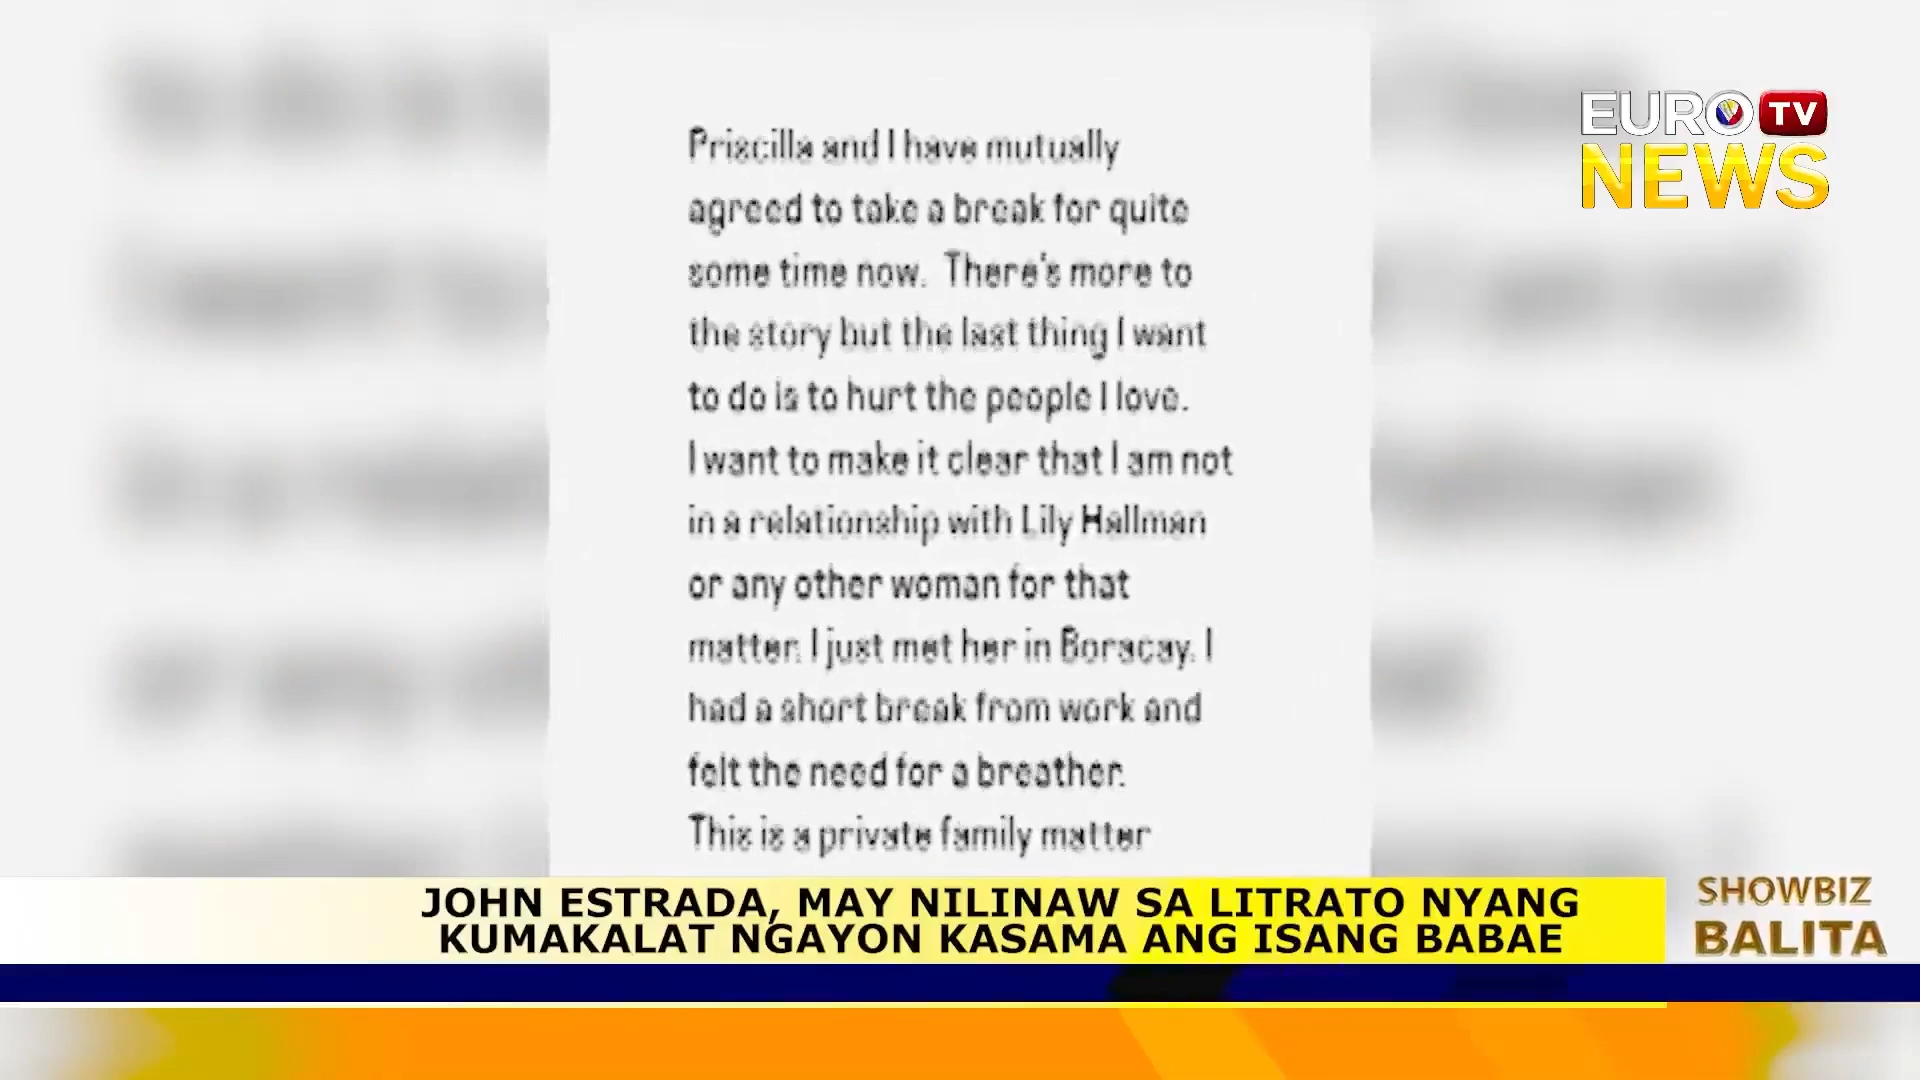 EURO TV
NEWS
Priscilla and I have mutually
agreed to take a break for quite
some time now. There's more to
the story but the last thing I want
to do is to hurt the people I love.
I want to make it clear that I am not
in a relationship with Lily Hallman
or any other woman for that
matter. I just met her in Boracay. I
had a short break from work and
felt the need for a breather.
This is a private family matter
JOHN ESTRADA, MAY NILINAW SA LITRATO NYANG
KUMAKALAT NGAYON KASAMA ANG ISANG BABAE
SHOWBIZ
BALITA